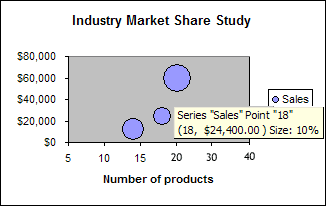 Industry Market Share Study
$80,000
$60,000
$40,000
$20,000
$0
5 10 15 20 25 30 40
Sales
Series "Sales" Point "18"
(18, $24,400.00 ) Size: 10%
Number of products